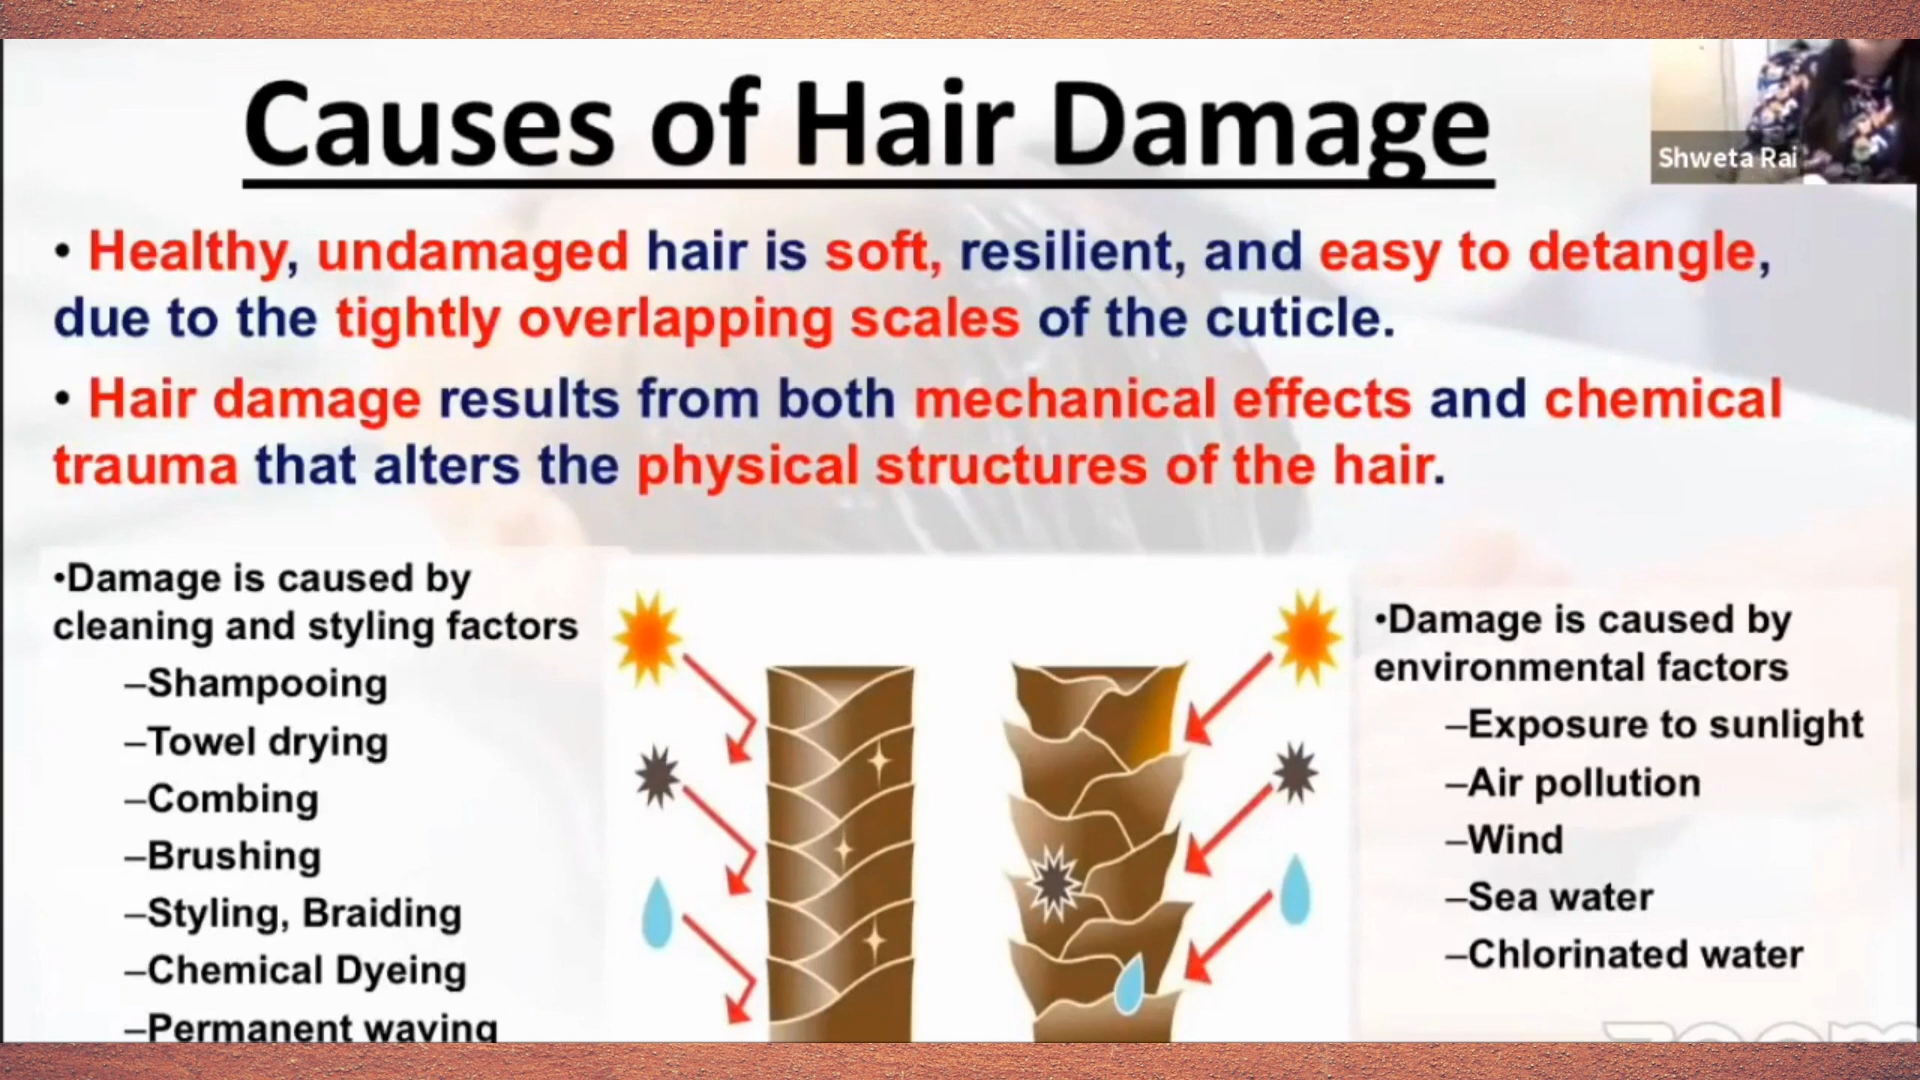 Causes of Hair Damage
Shweta Rai
• Healthy, undamaged hair is soft, resilient, and easy to detangle,
due to the tightly overlapping scales of the cuticle.
• Hair damage results from both mechanical effects and chemical
trauma that alters the physical structures of the hair.
•Damage is caused by
cleaning and styling factors
–Shampooing
–Towel drying
–Combing
–Brushing
–Styling, Braiding
–Chemical Dyeing
–Permanent waving
•Damage is caused by
environmental factors
–Exposure to sunlight
–Air pollution
–Wind
–Sea water
–Chlorinated water
zoom